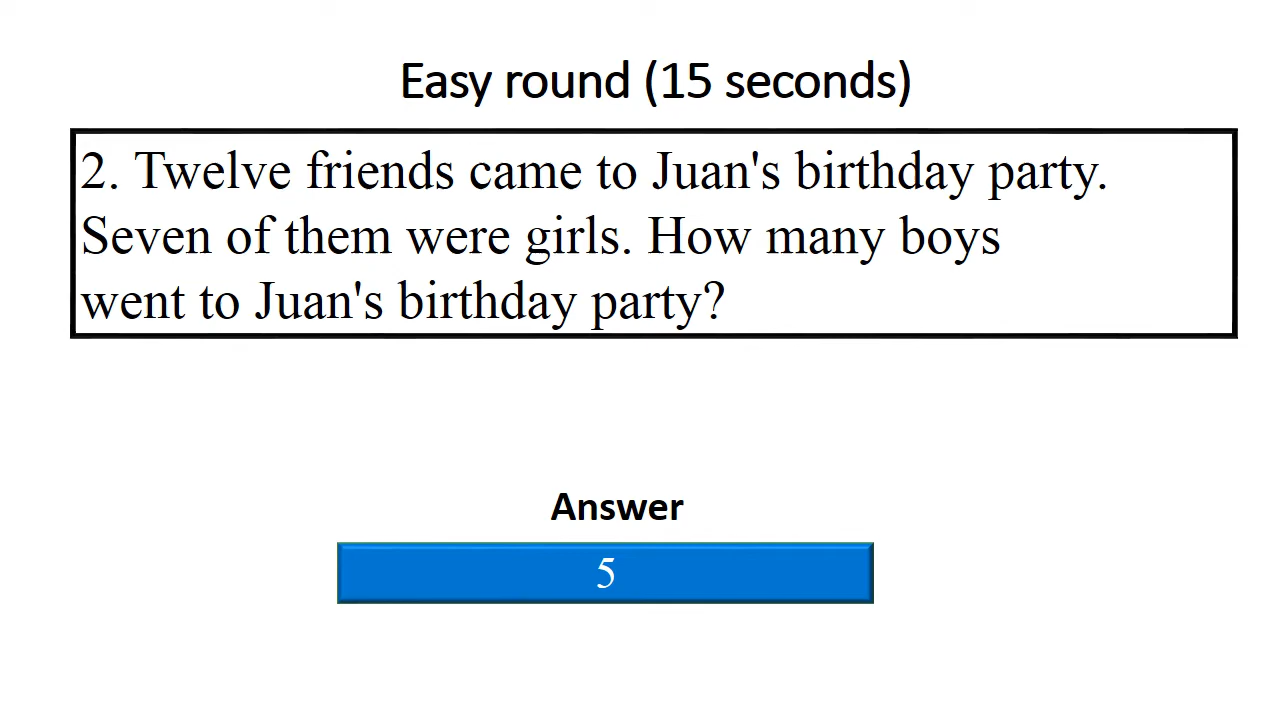 Easy round (15 seconds)
2. Twelve friends came to Juan's birthday party.
Seven of them were girls. How many boys
went to Juan's birthday party?
Answer
5